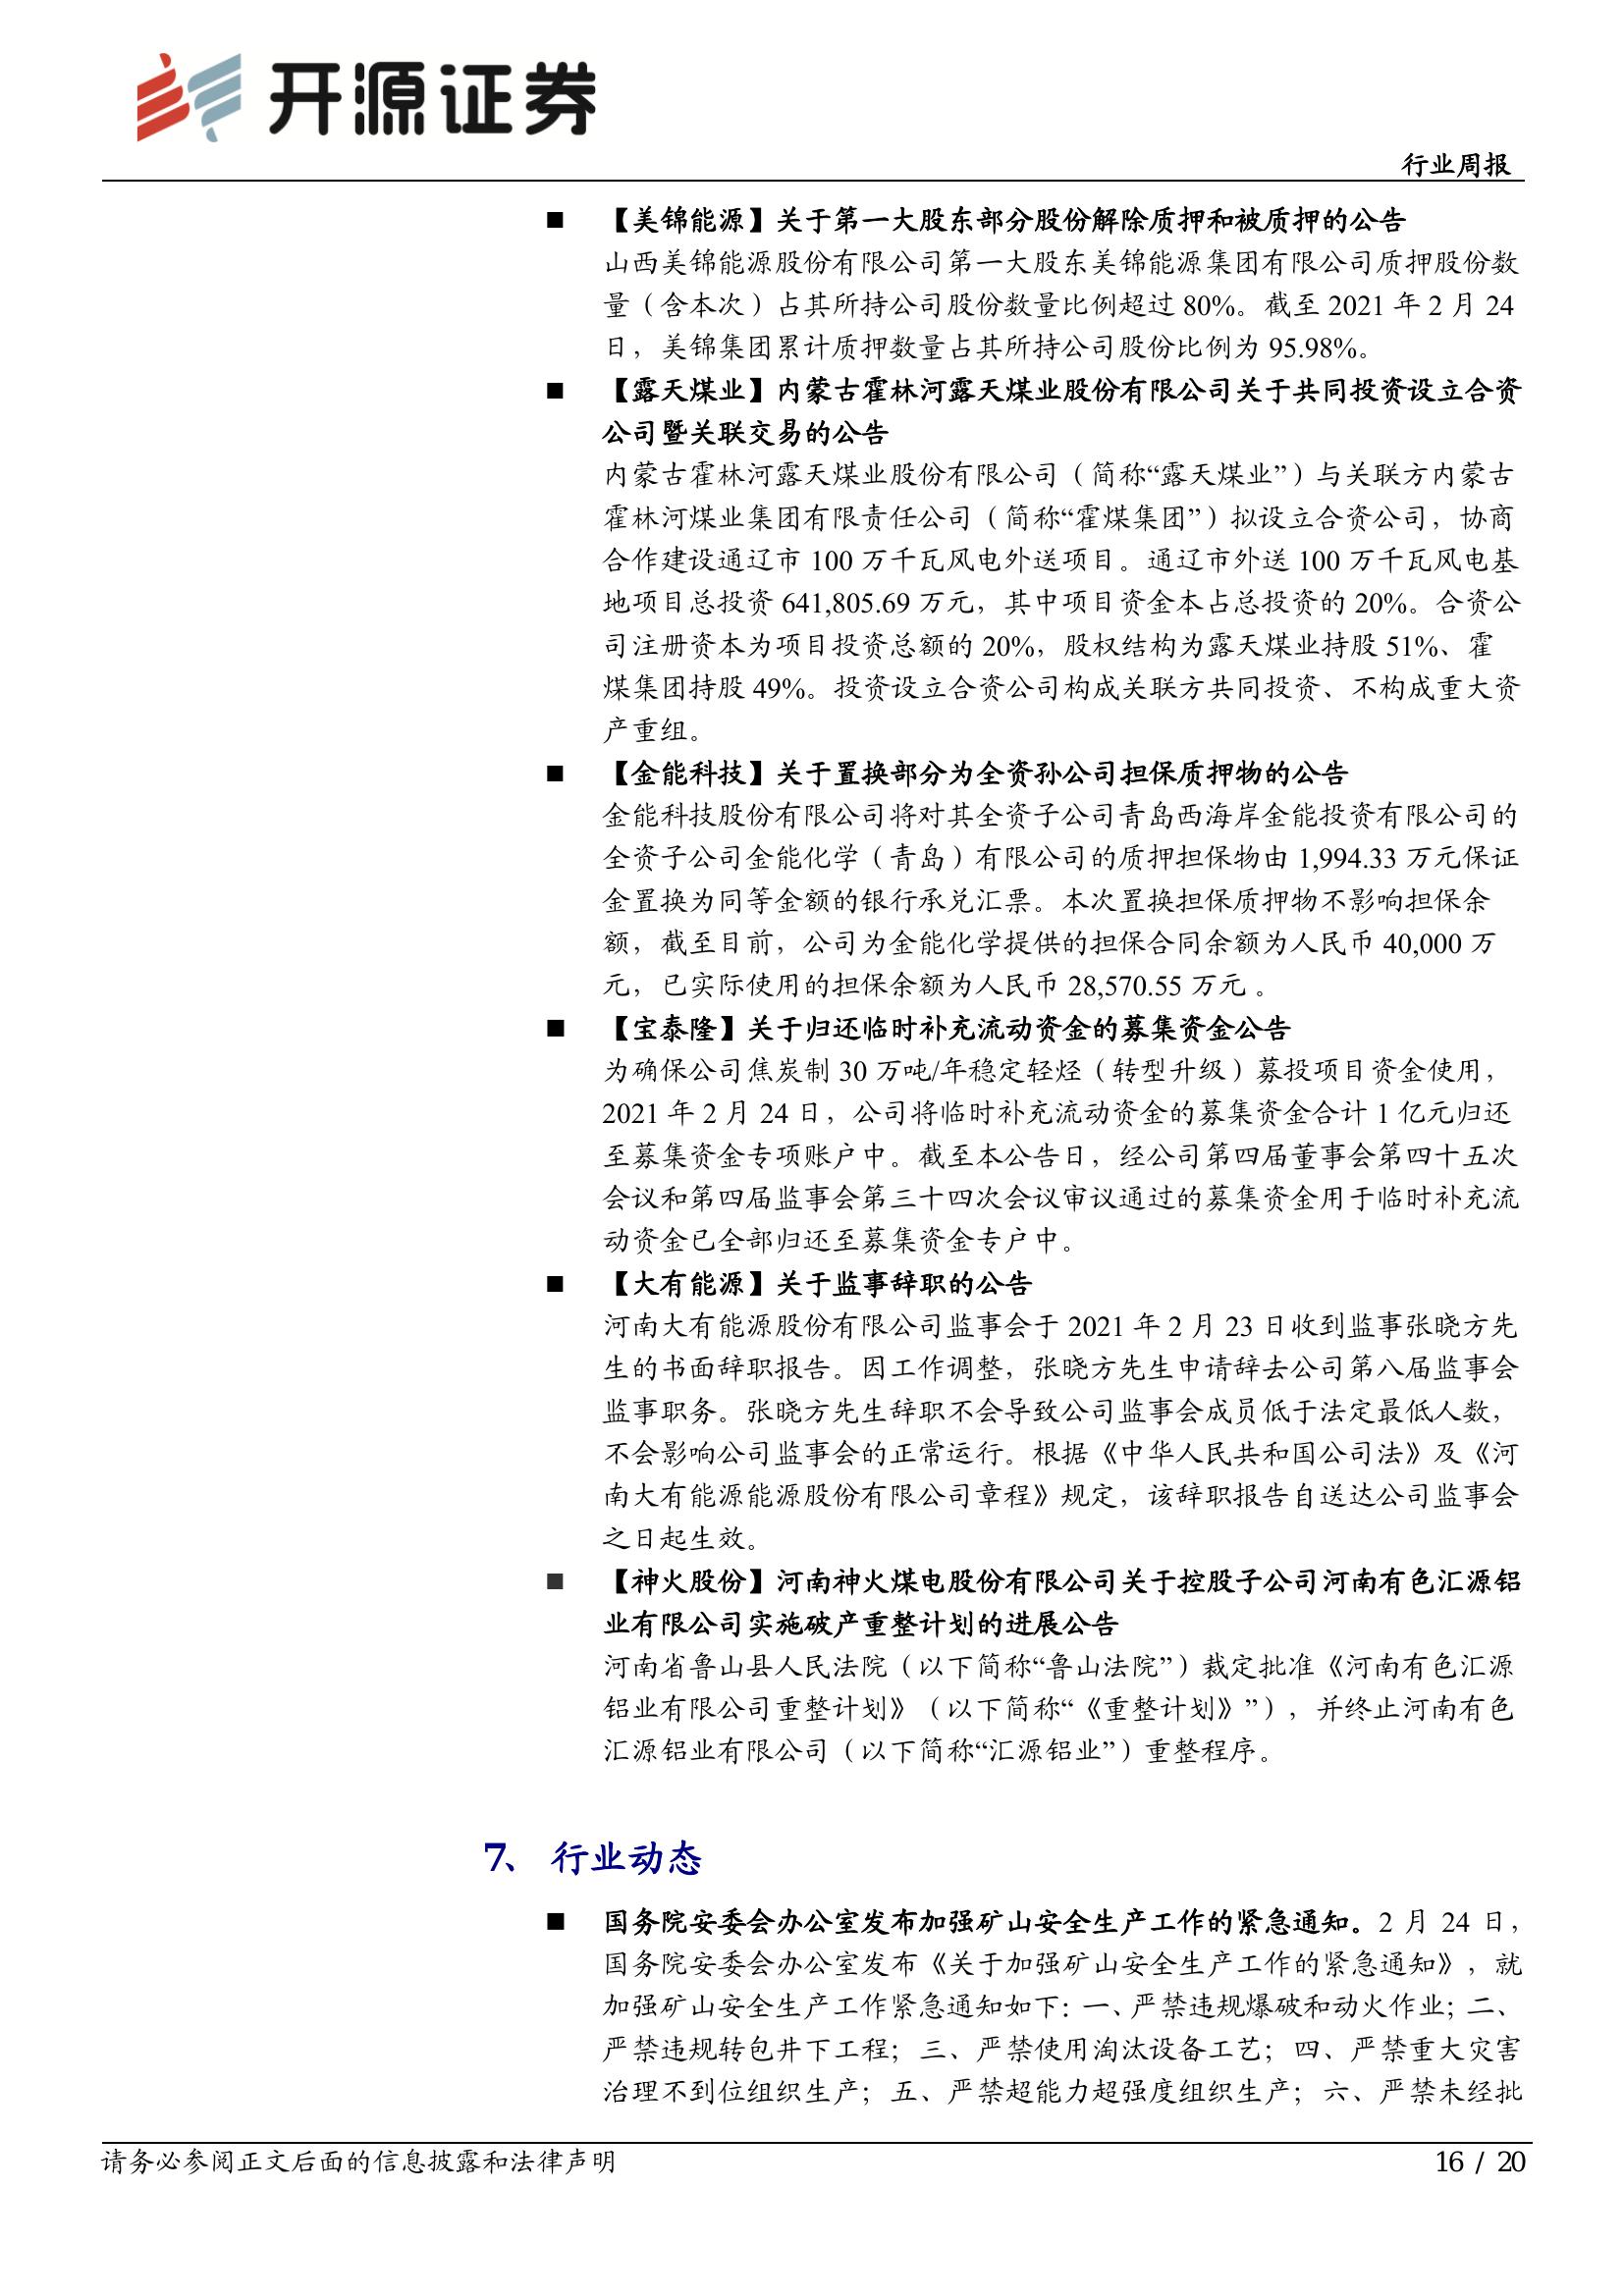 开源证券
行业周报
■ 【美锦能源】关于第一大股东部分股份解除质押和被质押的公告
山西美锦能源股份有限公司第一大股东美锦能源集团有限公司质押股份数
量（含本次）占其所持公司股份数量比例超过 80%。截至 2021 年 2 月 24
日，美锦集团累计质押数量占其所持公司股份比例为 95.98%。
■ 【露天煤业】内蒙古霍林河露天煤业股份有限公司关于共同投资设立合资
公司暨关联交易的公告
内蒙古霍林河露天煤业股份有限公司（简称“露天煤业”）与关联方内蒙古
霍林河煤业集团有限责任公司（简称“霍煤集团”）拟设立合资公司，协商
合作建设通辽市 100 万千瓦风电外送项目。通辽市外送 100 万千瓦风电基
地项目总投资 641,805.69 万元，其中项目资金本占总投资的 20%。合资公
司注册资本为项目投资总额的 20%，股权结构为露天煤业持股 51%、霍
煤集团持股 49%。投资设立合资公司构成关联方共同投资、不构成重大资
产重组。
■ 【金能科技】关于置换部分为全资孙公司担保质押物的公告
金能科技股份有限公司将对其全资子公司青岛西海岸金能投资有限公司的
全资子公司金能化学（青岛）有限公司的质押担保物由 1,994.33 万元保证
金置换为同等金额的银行承兑汇票。本次置换担保质押物不影响担保余
额，截至目前，公司为金能化学提供的担保合同余额为人民币 40,000 万
元，已实际使用的担保余额为人民币 28,570.55 万元 。
■ 【宝泰隆】关于归还临时补充流动资金的募集资金公告
为确保公司焦炭制 30 万吨/年稳定轻烃（转型升级）募投项目资金使用，
2021 年 2 月 24 日，公司将临时补充流动资金的募集资金合计 1 亿元归还
至募集资金专项账户中。截至本公告日，经公司第四届董事会第四十五次
会议和第四届监事会第三十四次会议审议通过的募集资金用于临时补充流
动资金已全部归还至募集资金专户中。
■ 【大有能源】关于监事辞职的公告
河南大有能源股份有限公司监事会于 2021 年 2 月 23 日收到监事张晓方先
生的书面辞职报告。因工作调整，张晓方先生申请辞去公司第八届监事会
监事职务。张晓方先生辞职不会导致公司监事会成员低于法定最低人数，
不会影响公司监事会的正常运行。根据《中华人民共和国公司法》及《河
南大有能源能源股份有限公司章程》规定，该辞职报告自送达公司监事会
之日起生效。
■ 【神火股份】河南神火煤电股份有限公司关于控股子公司河南有色汇源铝
业有限公司实施破产重整计划的进展公告
河南省鲁山县人民法院（以下简称“鲁山法院”）裁定批准《河南有色汇源
铝业有限公司重整计划》（以下简称“《重整计划》”），并终止河南有色
汇源铝业有限公司（以下简称“汇源铝业”）重整程序。
7、 行业动态
■ 国务院安委会办公室发布加强矿山安全生产工作的紧急通知。2 月 24 日，
国务院安委会办公室发布《关于加强矿山安全生产工作的紧急通知》，就
加强矿山安全生产工作紧急通知如下：一、严禁违规爆破和动火作业；二、
严禁违规转包井下工程；三、严禁使用淘汰设备工艺；四、严禁重大灾害
治理不到位组织生产；五、严禁超能力超强度组织生产；六、严禁未经批
请务必参阅正文后面的信息披露和法律声明
16 / 20